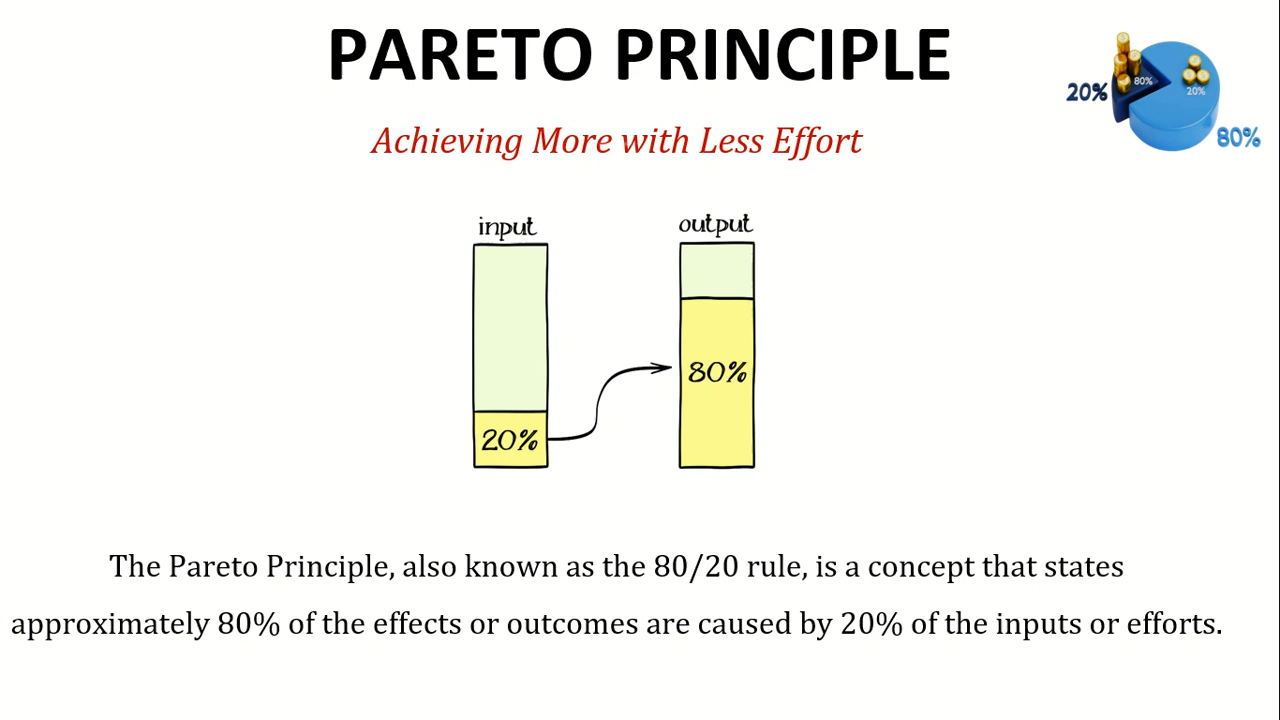 PARETO PRINCIPLE
20%
80%
20%
80%
Achieving More with Less Effort
input
output
80%
20%
The Pareto Principle, also known as the 80/20 rule, is a concept that states
approximately 80% of the effects or outcomes are caused by 20% of the inputs or efforts.